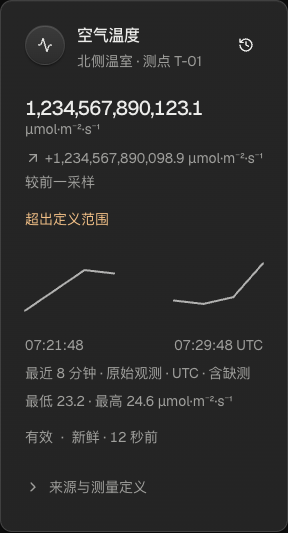 空气温度
北侧温室 · 测点 T-01
1,234,567,890,123.1
μmol·m⁻²·s⁻¹
↗ +1,234,567,890,098.9 μmol·m⁻²·s⁻¹
较前一采样
超出定义范围
07:21:48 07:29:48 UTC
最近 8 分钟 · 原始观测 · UTC · 含缺测
最低 23.2 · 最高 24.6 μmol·m⁻²·s⁻¹
有效 · 新鲜 · 12 秒前
来源与测量定义